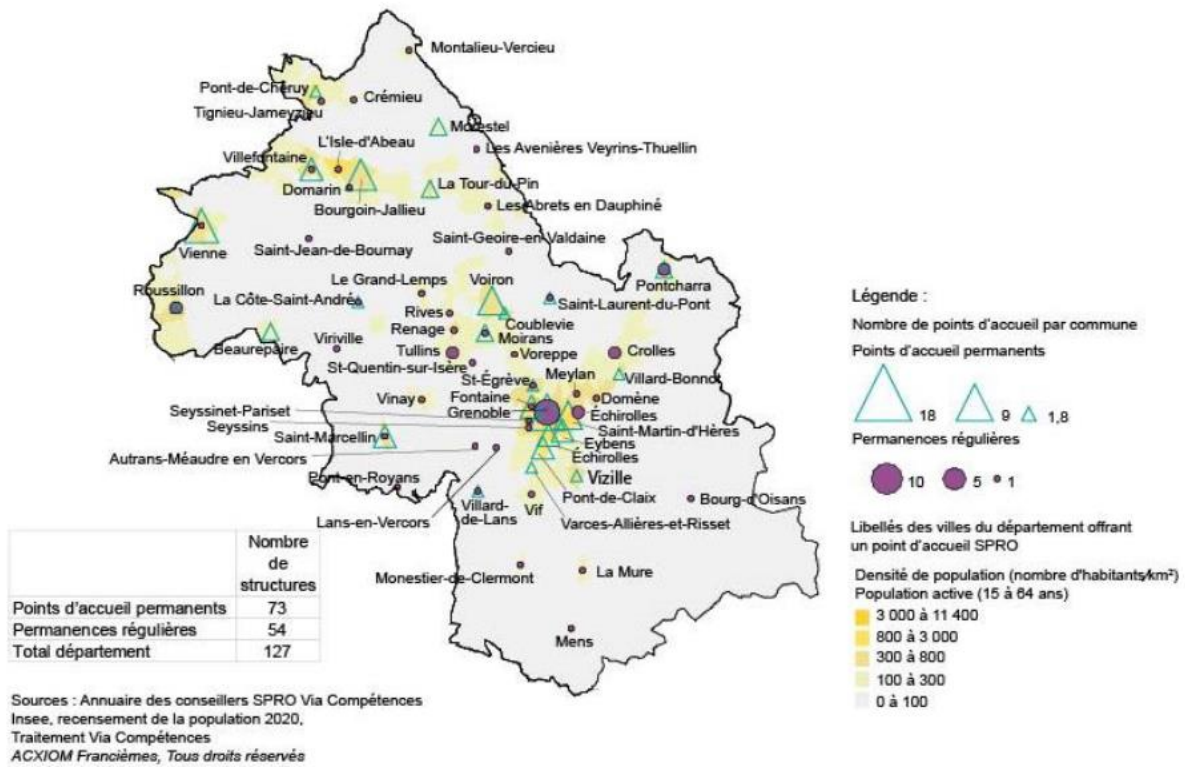 Montalieu-Vercieu
Pont-de-Chéruy
Crémieu
Tignieu-Jameyzieu
Morestel
L'Isle-d'Abeau
Les Avenières Veyrins-Thuellin
Villefontaine
Domarin
La Tour-du-Pin
Bourgoin-Jallieu
Les Abrets en Dauphiné
Vienne
Saint-Jean-de-Bournay
Saint-Geoire-en-Valdaine
Roussillon
Le Grand-Lemps
Voiron
Pontcharra
La Côte-Saint-André
Saint-Laurent-du-Pont
Rives
Coublevie
Renage
Moirans
Beaurepaire
Viriville
Tullins
Voreppe
Crolles
St-Quentin-sur-Isère
Meylan
Villard-Bonnot
St-Égrève
Vinay
Fontaine
Domène
Seyssinet-Pariset
Grenoble
Échirolles
Seyssins
Saint-Martin-d'Hères
Saint-Marcellin
Eybens
Autrans-Méaudre en Vercors
Échirolles
Pont-en-Royans
Vizille
Villard-
de-Lans
Pont-de-Claix
Bourg-d'Oisans
Lans-en-Vercors
Vif
Varces-Allières-et-Risset
Monestier-de-Clermont
La Mure
Mens
Légende :
Nombre de points d'accueil par commune
Points d'accueil permanents
18 9 1,8
Permanences régulières
10 5 1
Libellés des villes du département offrant
un point d'accueil SPRO
Densité de population (nombre d'habitants/km²)
Population active (15 à 64 ans)
3 000 à 11 400
800 à 3 000
300 à 800
100 à 300
0 à 100
Nombre
de
structures
Points d'accueil permanents 73
Permanences régulières 54
Total département 127
Sources : Annuaire des conseillers SPRO Via Compétences
Insee, recensement de la population 2020,
Traitement Via Compétences
ACXIOM Francièmes, Tous droits réservés